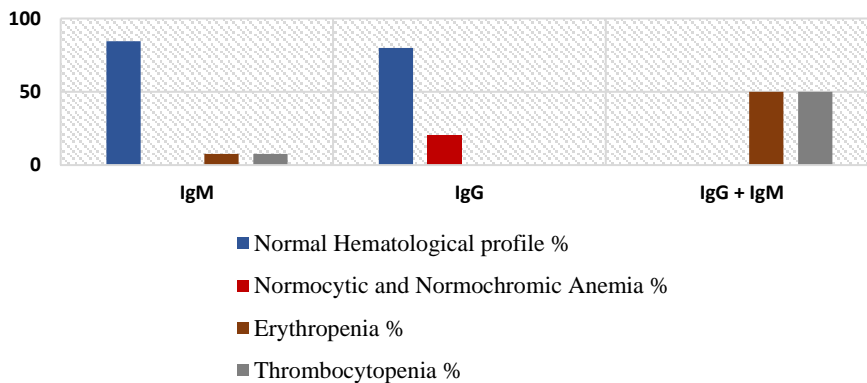 100
50
0
IgM IgG IgG + IgM
Normal Hematological profile %
Normocytic and Normochromic Anemia %
Erythropenia %
Thrombocytopenia %